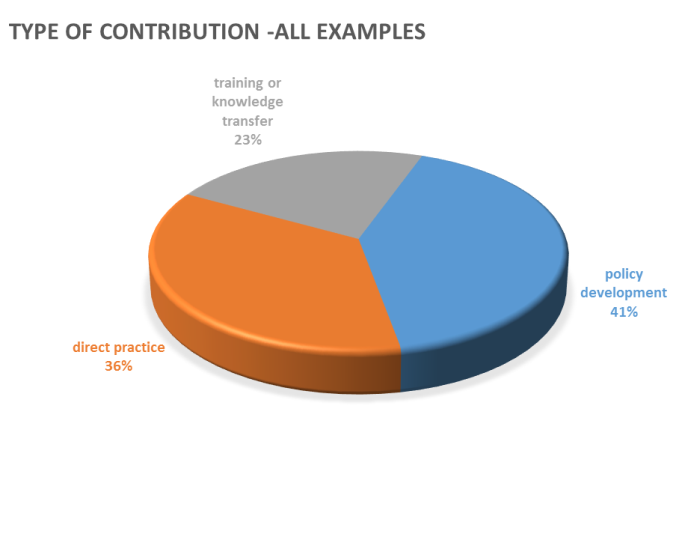 TYPE OF CONTRIBUTION -ALL EXAMPLES
training or
knowledge
transfer
23%
policy
development
41%
direct practice
36%